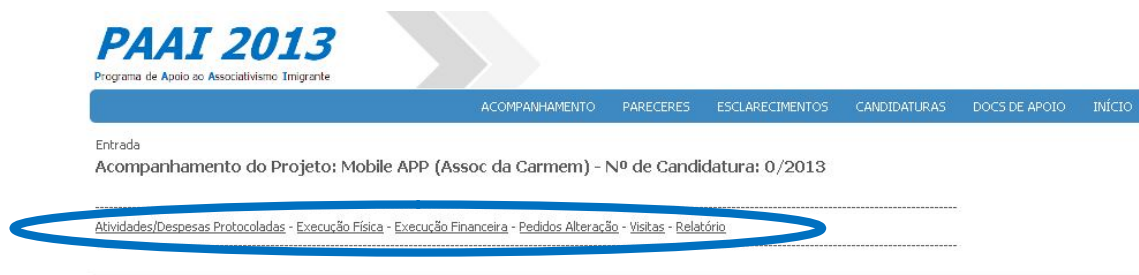 PAAI 2013
Programa de Apoio ao Associativismo Imigrante
ACOMPANHAMENTO PARECERES ESCLARECIMENTOS CANDIDATURAS DOCS DE APOIO INÍCIO
Entrada
Acompanhamento do Projeto: Mobile APP (Assoc da Carmem) - Nº de Candidatura: 0/2013
Atividades/Despesas Protocoladas - Execução Física - Execução Financeira - Pedidos Alteração - Visitas - Relatório